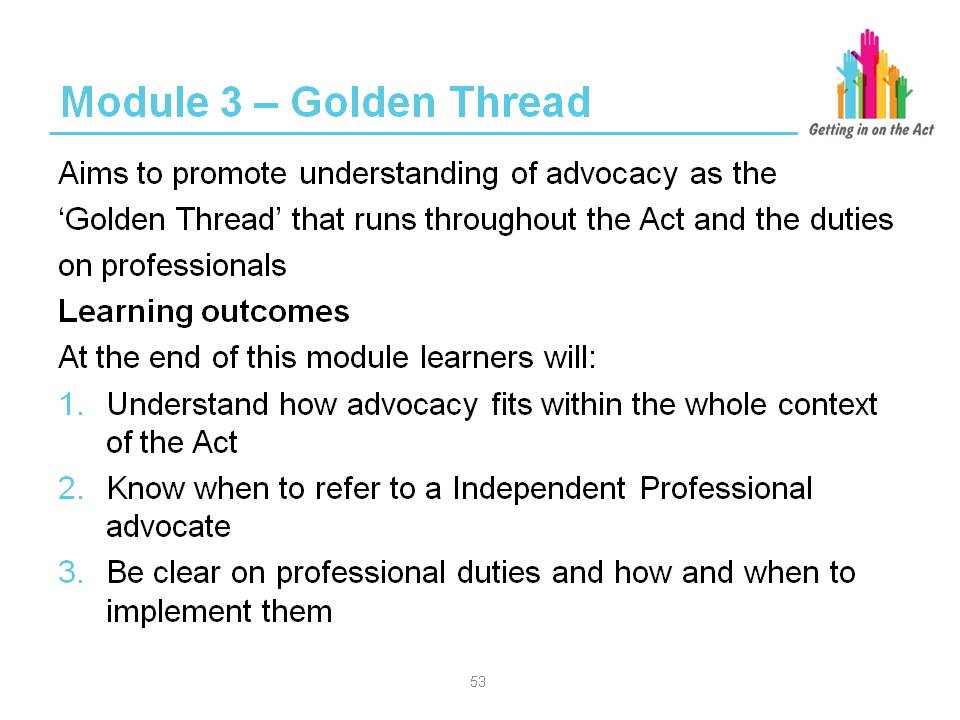 Module 3 – Golden Thread
Getting in on the Act
Aims to promote understanding of advocacy as the
‘Golden Thread’ that runs throughout the Act and the duties
on professionals
Learning outcomes
At the end of this module learners will:
1. Understand how advocacy fits within the whole context
of the Act
2. Know when to refer to a Independent Professional
advocate
3. Be clear on professional duties and how and when to
implement them
53